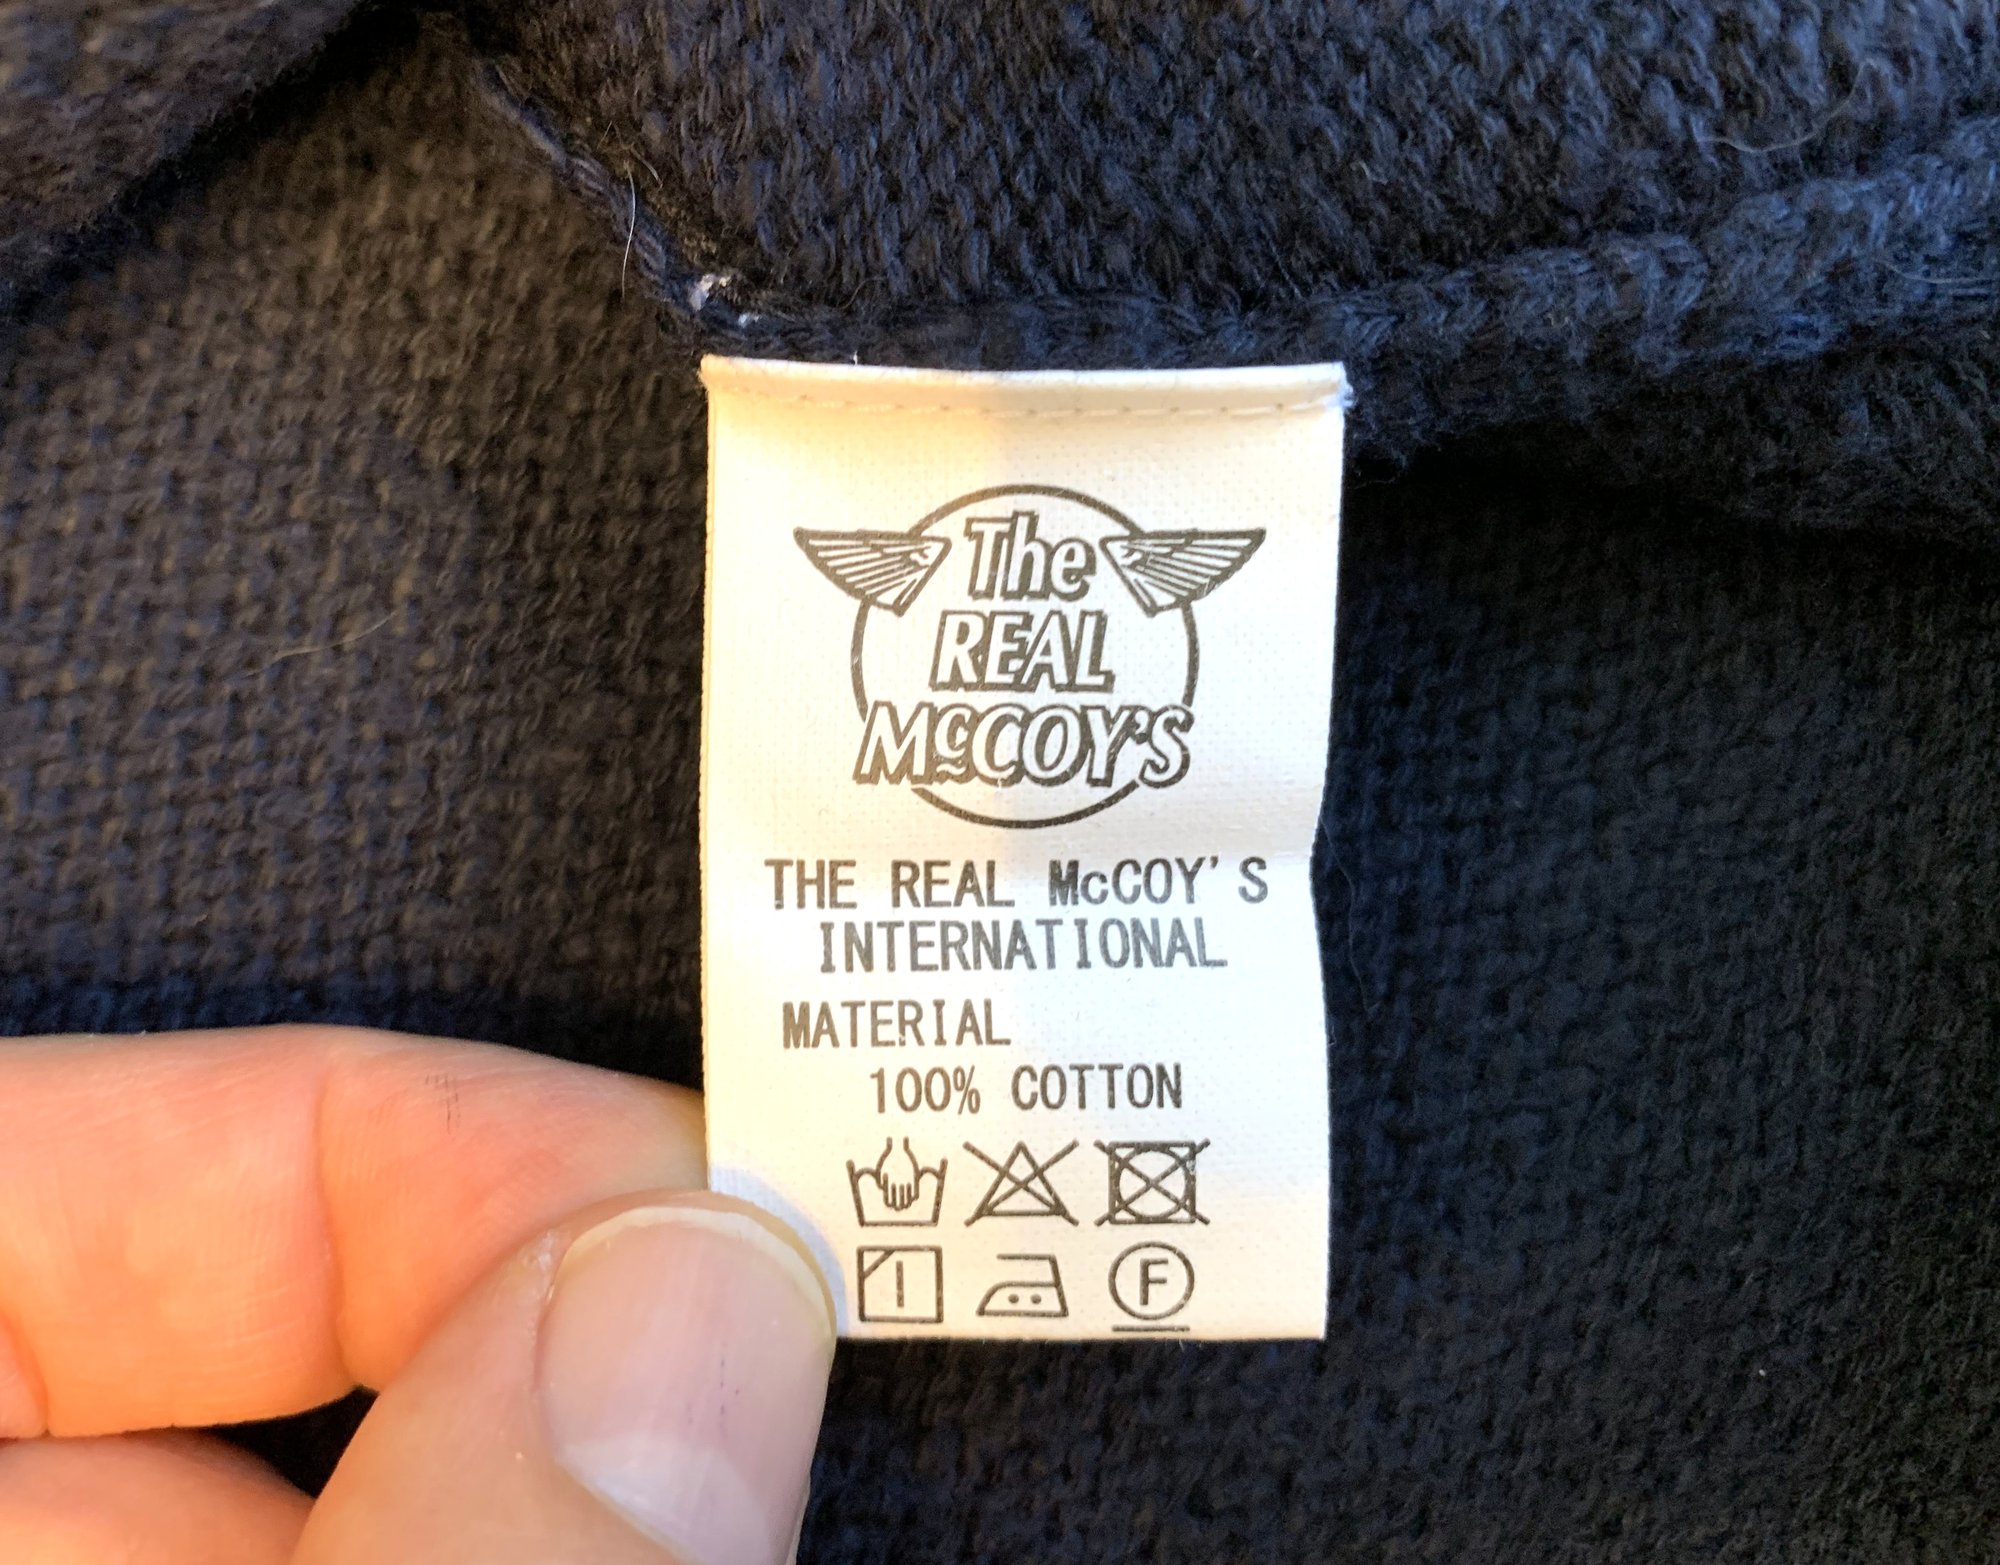 The
REAL
McCOY'S
THE REAL McCOY'S
INTERNATIONAL
MATERIAL
100% COTTON
F